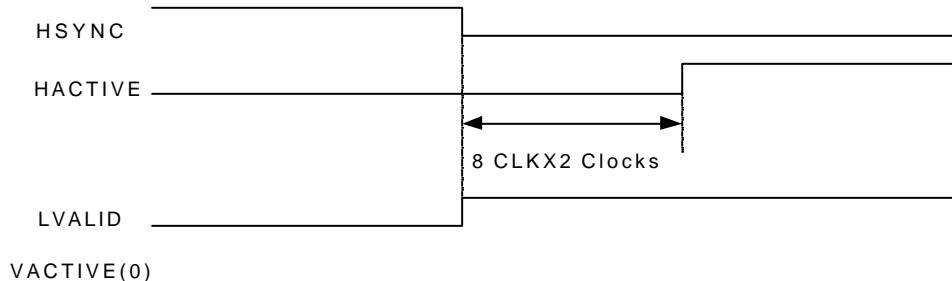 HSYNC
HACTIVE
8 CLKX2 Clocks
LVALID
VACTIVE(0)